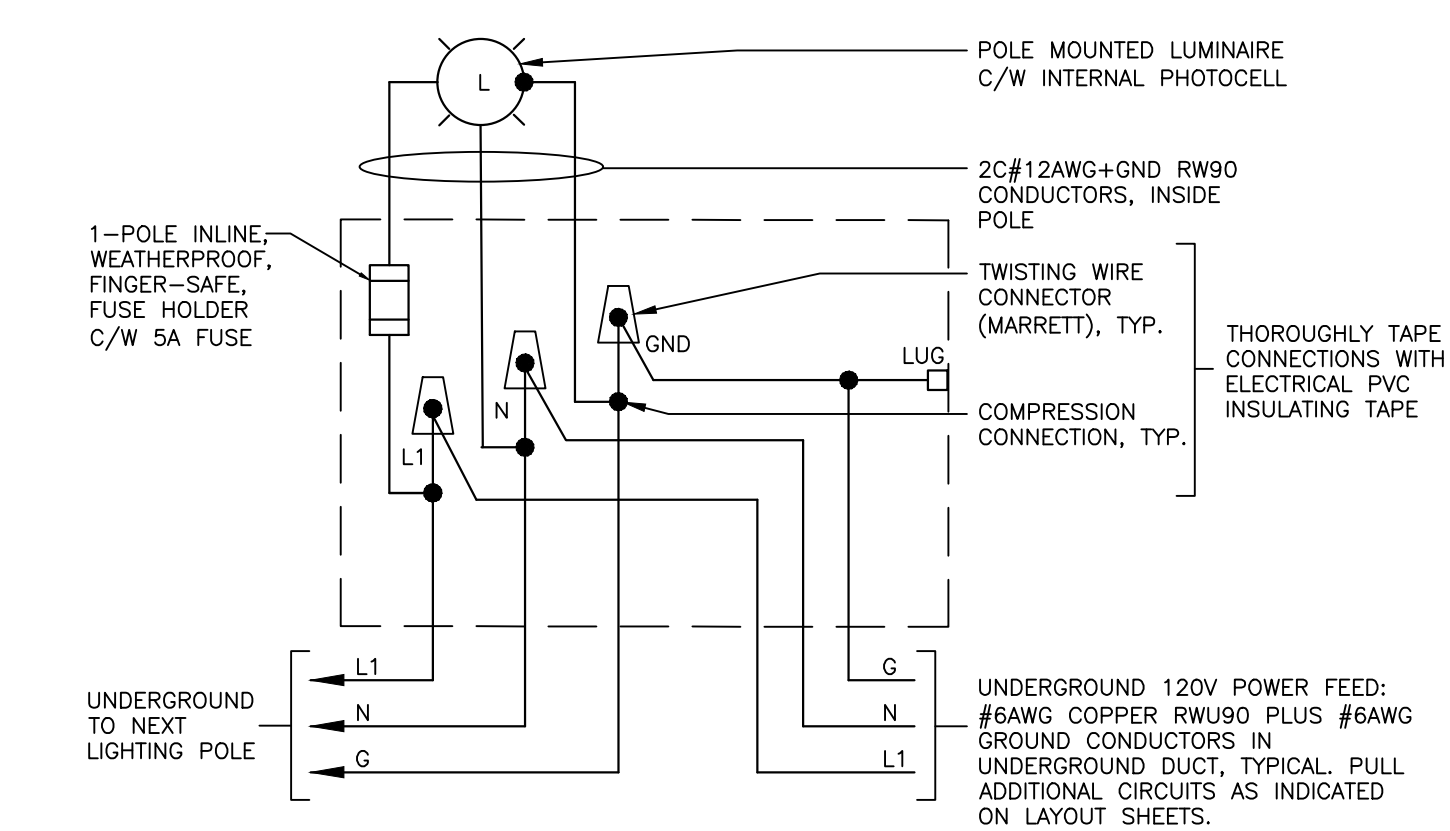 L
POLE MOUNTED LUMINAIRE
C/W INTERNAL PHOTOCELL
2C#12AWG+GND RW90
CONDUCTORS, INSIDE
POLE
1-POLE INLINE,
WEATHERPROOF,
FINGER-SAFE,
FUSE HOLDER
C/W 5A FUSE
TWISTING WIRE
CONNECTOR
(MARRETT), TYP.
THOROUGHLY TAPE
CONNECTIONS WITH
ELECTRICAL PVC
INSULATING TAPE
GND
LUG
N
COMPRESSION
CONNECTION, TYP.
L1
UNDERGROUND
TO NEXT
LIGHTING POLE
L1
N
G
G
N
L1
UNDERGROUND 120V POWER FEED:
#6AWG COPPER RWU90 PLUS #6AWG
GROUND CONDUCTORS IN
UNDERGROUND DUCT, TYPICAL. PULL
ADDITIONAL CIRCUITS AS INDICATED
ON LAYOUT SHEETS.